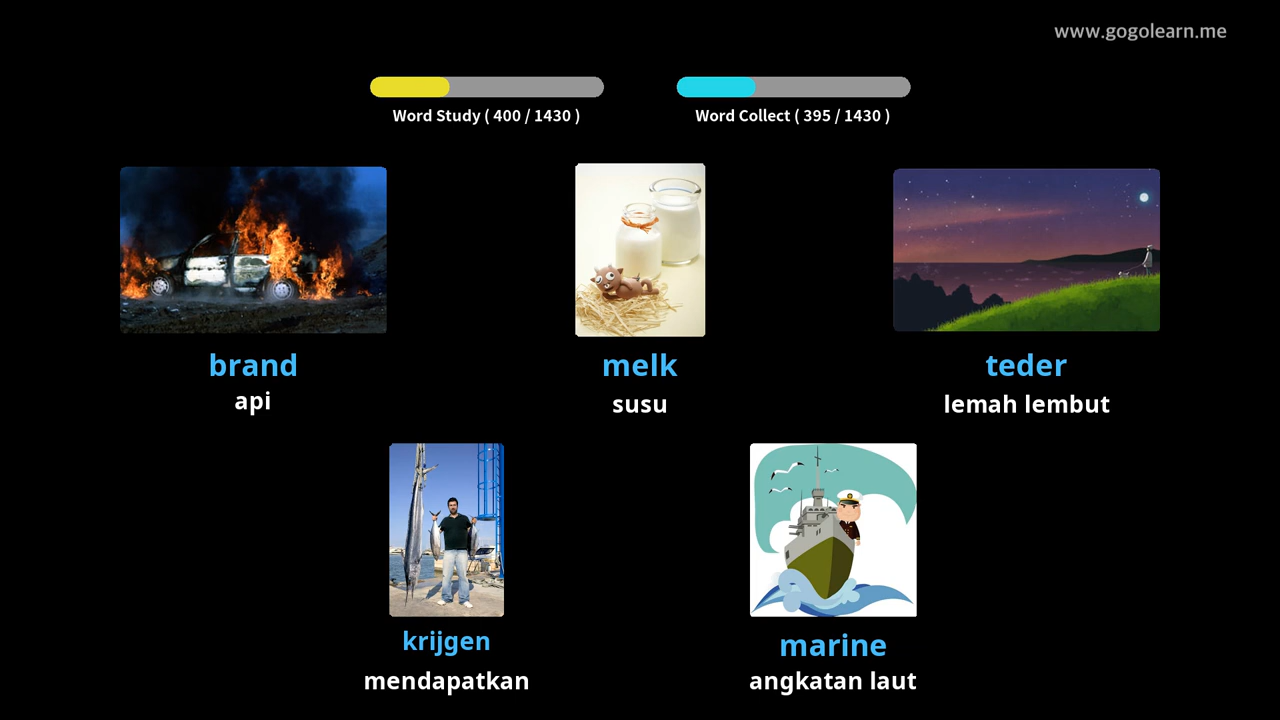 www.gogolearn.me
Word Study ( 400 / 1430 )
Word Collect ( 395 / 1430 )
brand
api
melk
susu
teder
lemah lembut
krijgen
mendapatkan
marine
angkatan laut